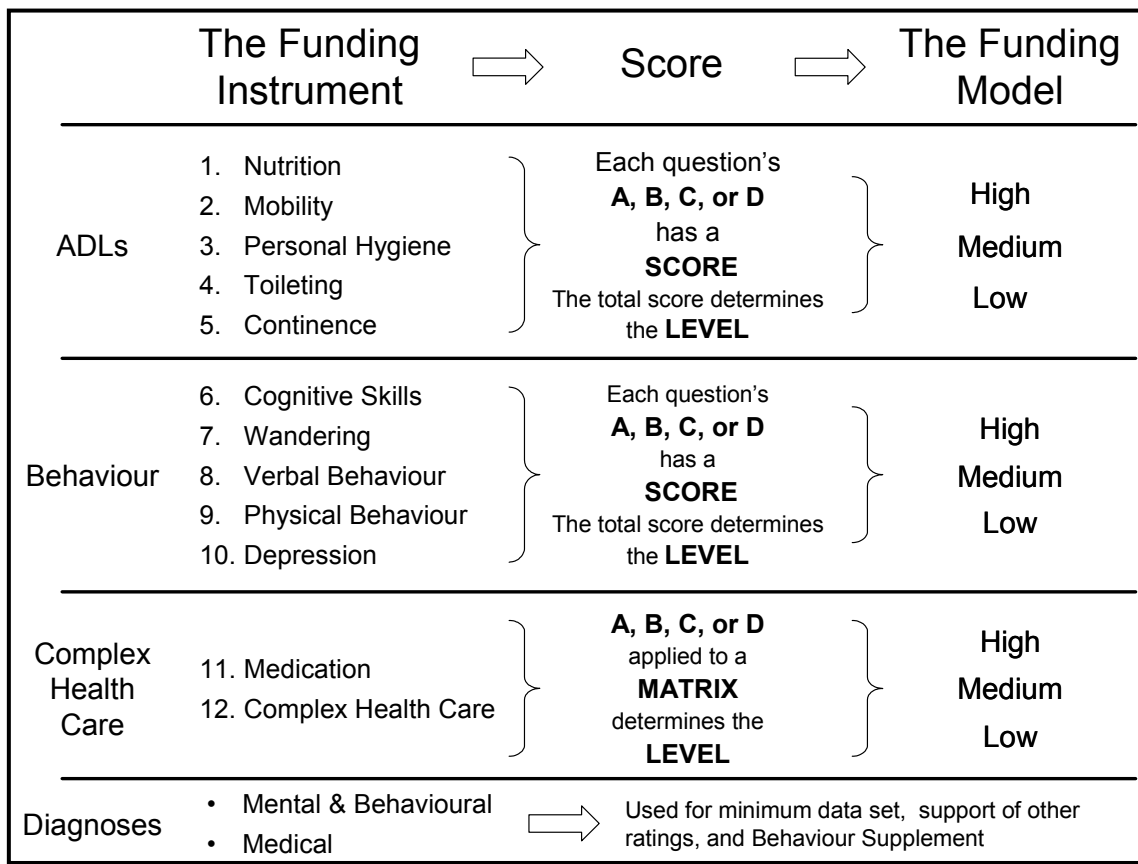 The Funding
Instrument
Score
The Funding
Model
ADLs
1. Nutrition
2. Mobility
3. Personal Hygiene
4. Toileting
5. Continence
Each question's
A, B, C, or D
has a
SCORE
The total score determines
the LEVEL
High
Medium
Low
Behaviour
6. Cognitive Skills
7. Wandering
8. Verbal Behaviour
9. Physical Behaviour
10. Depression
Each question's
A, B, C, or D
has a
SCORE
The total score determines
the LEVEL
High
Medium
Low
Complex
Health
Care
11. Medication
12. Complex Health Care
A, B, C, or D
applied to a
MATRIX
determines the
LEVEL
High
Medium
Low
Diagnoses
• Mental & Behavioural
• Medical
Used for minimum data set, support of other
ratings, and Behaviour Supplement